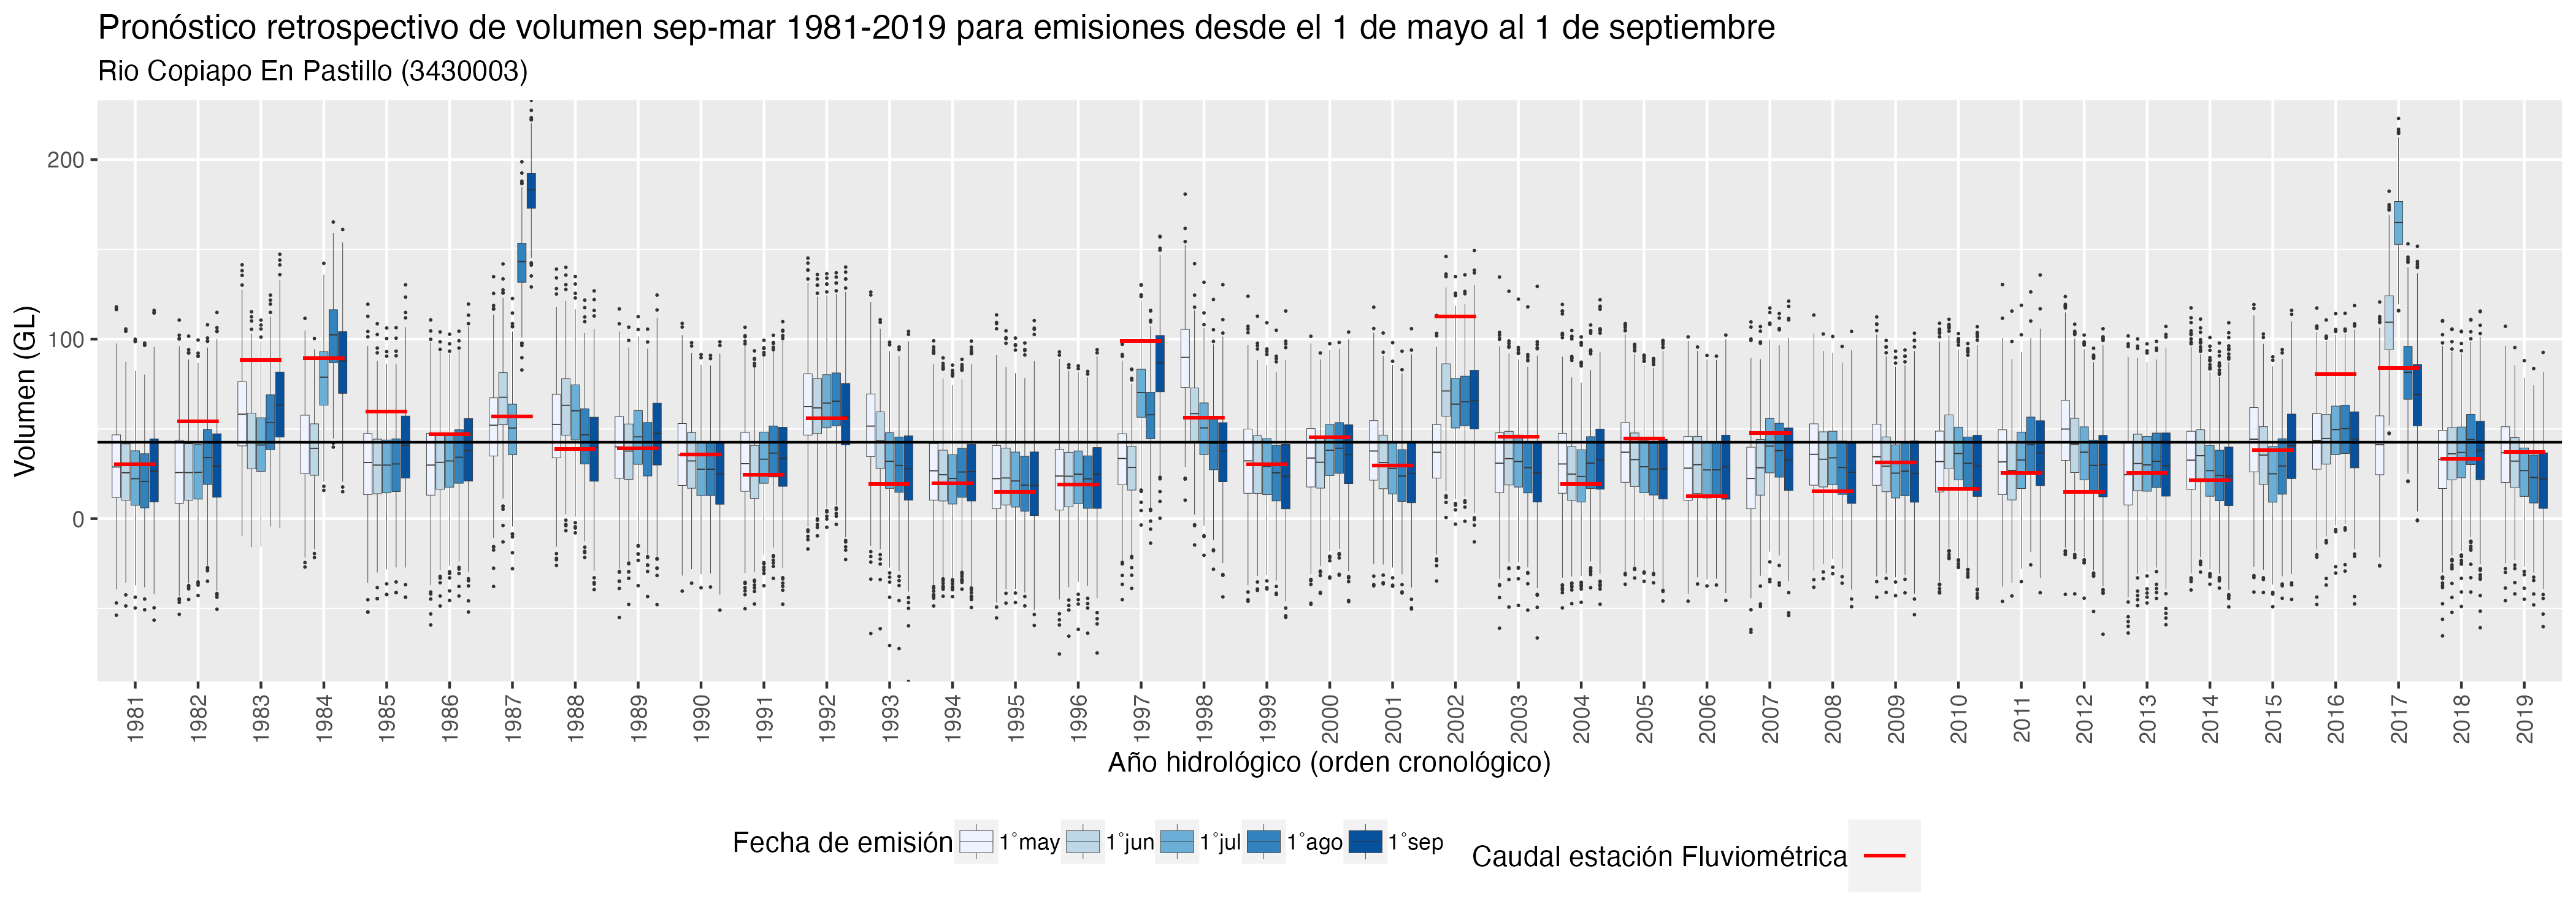 Pronóstico retrospectivo de volumen sep-mar 1981-2019 para emisiones desde el 1 de mayo al 1 de septiembre
Rio Copiapo En Pastillo (3430003)
Volumen (GL)
200
100
0
1981 1982 1983 1984 1985 1986 1987 1988 1989 1990 1991 1992 1993 1994 1995 1996 1997 1998 1999 2000 2001 2002 2003 2004 2005 2006 2007 2008 2009 2010 2011 2012 2013 2014 2015 2016 2017 2018 2019
Año hidrológico (orden cronológico)
Fecha de emisión 1°may 1°jun 1°jul 1°ago 1°sep Caudal estación Fluviométrica